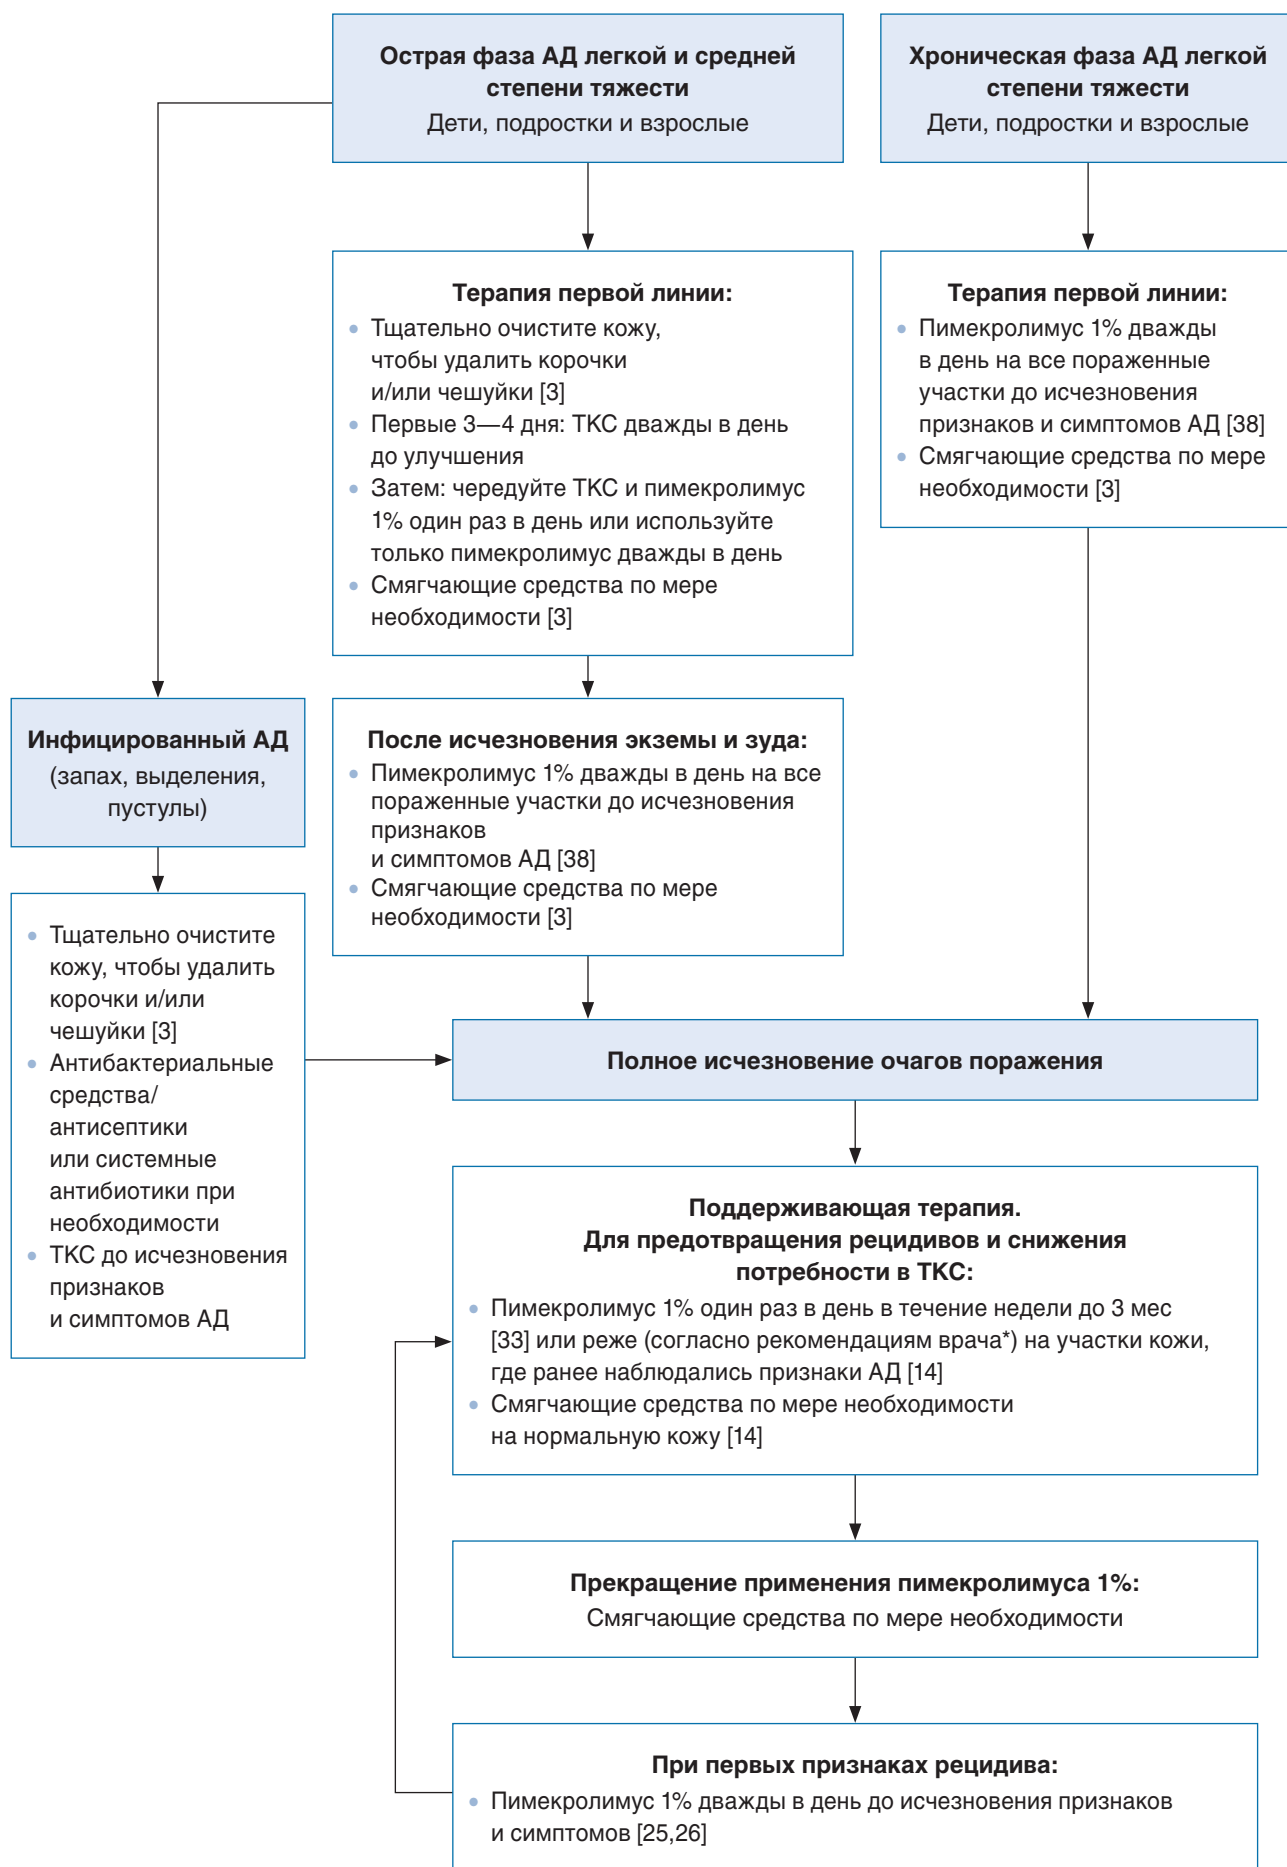 Острая фаза АД легкой и средней
степени тяжести
Дети, подростки и взрослые
Хроническая фаза АД легкой
степени тяжести
Дети, подростки и взрослые
Терапия первой линии:
• Тщательно очистите кожу,
чтобы удалить корочки
и/или чешуйки [3]
• Первые 3—4 дня: ТКС дважды в день
до улучшения
• Затем: чередуйте ТКС и пимекролимус
1% один раз в день или используйте
только пимекролимус дважды в день
• Смягчающие средства по мере
необходимости [3]
Терапия первой линии:
• Пимекролимус 1% дважды
в день на все пораженные
участки до исчезновения
признаков и симптомов АД [38]
• Смягчающие средства по мере
необходимости [3]
Инфицированный АД
(запах, выделения,
пустулы)
После исчезновения экземы и зуда:
• Пимекролимус 1% дважды в день на все
пораженные участки до исчезновения
признаков
и симптомов АД [38]
• Смягчающие средства по мере
необходимости [3]
• Тщательно очистите
кожу, чтобы удалить
корочки и/или
чешуйки [3]
• Антибактериальные
средства/
антисептики
или системные
антибиотики при
необходимости
• ТКС до исчезновения
признаков
и симптомов АД
Полное исчезновение очагов поражения
Поддерживающая терапия.
Для предотвращения рецидивов и снижения
потребности в ТКС:
• Пимекролимус 1% один раз в день в течение недели до 3 мес
[33] или реже (согласно рекомендациям врача*) на участки кожи,
где ранее наблюдались признаки АД [14]
• Смягчающие средства по мере необходимости
на нормальную кожу [14]
Прекращение применения пимекролимуса 1%:
Смягчающие средства по мере необходимости
При первых признаках рецидива:
• Пимекролимус 1% дважды в день до исчезновения признаков
и симптомов [25,26]